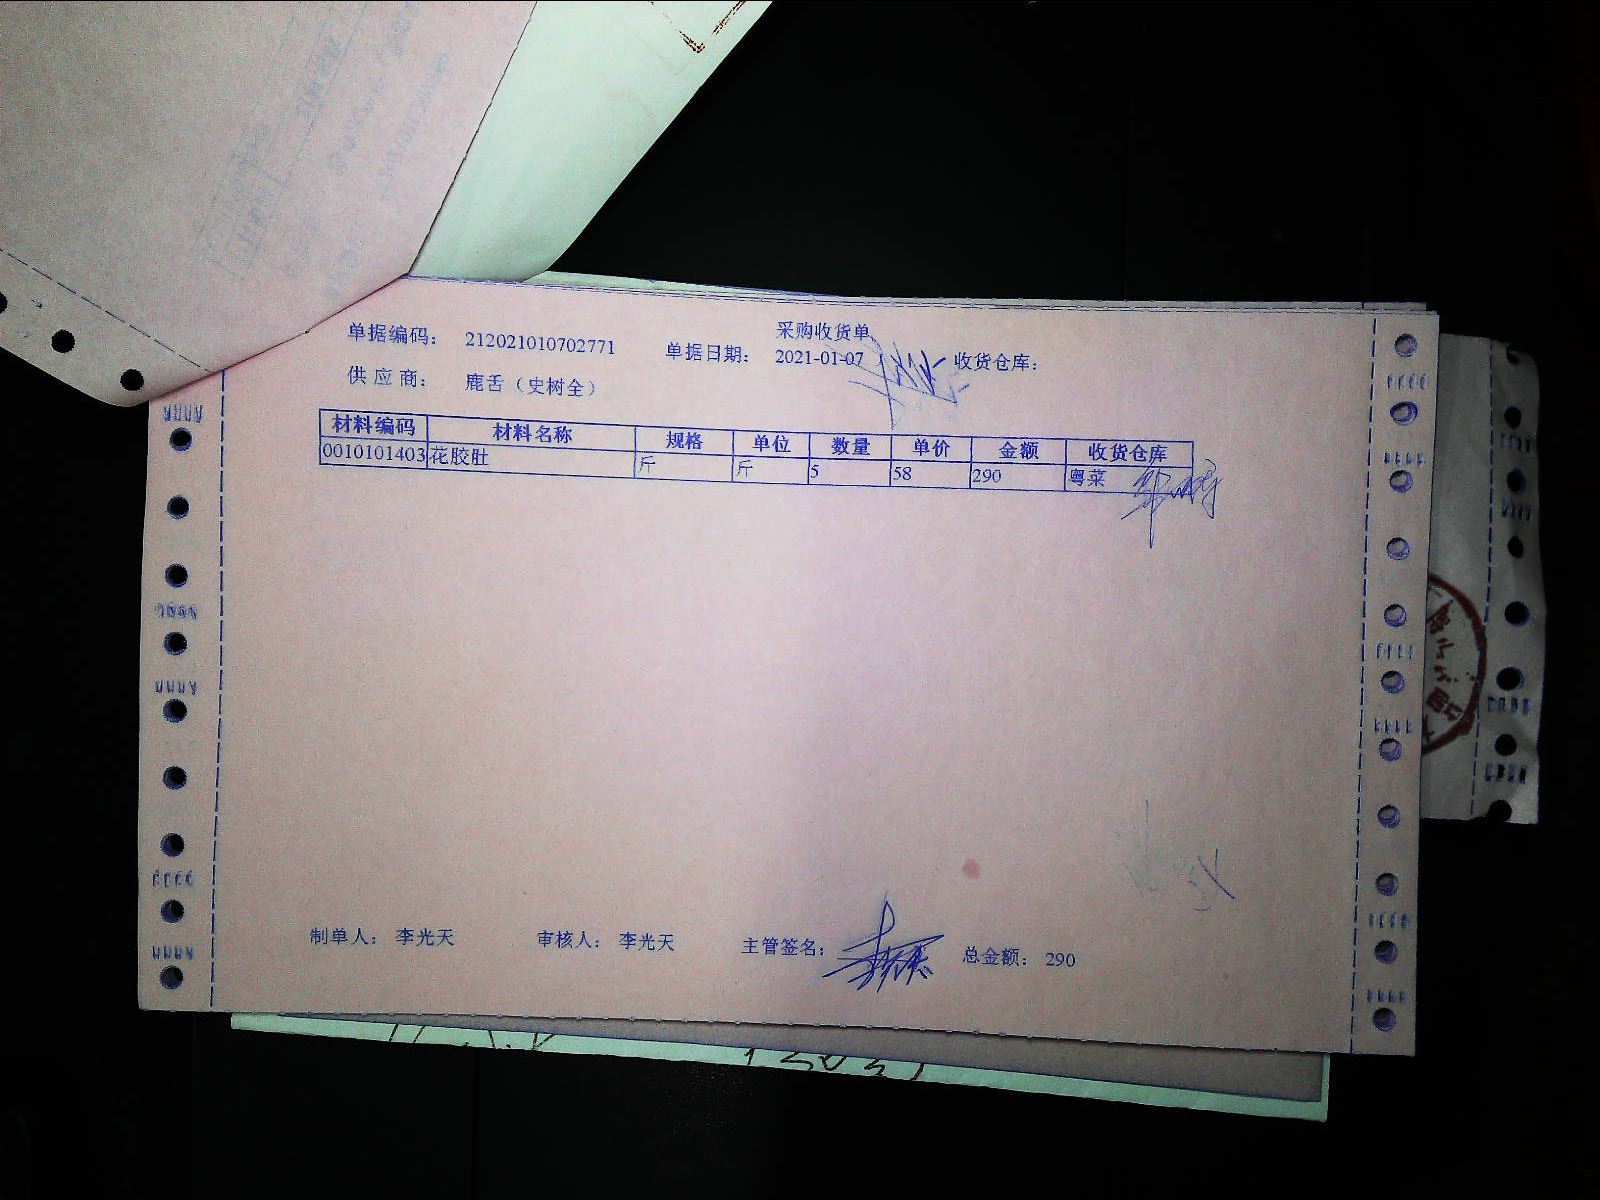 采购收货单
单据编码： 212021010702771 单据日期： 2021-01-07 收货仓库：
供 应 商： 鹿舌（史树全）
材料编码 材料名称 规格 单位 数量 单价 金额 收货仓库
0010101403 花胶肚 斤 斤 5 58 290 粤菜
制单人： 李光天 审核人： 李光天 主管签名： 总金额： 290